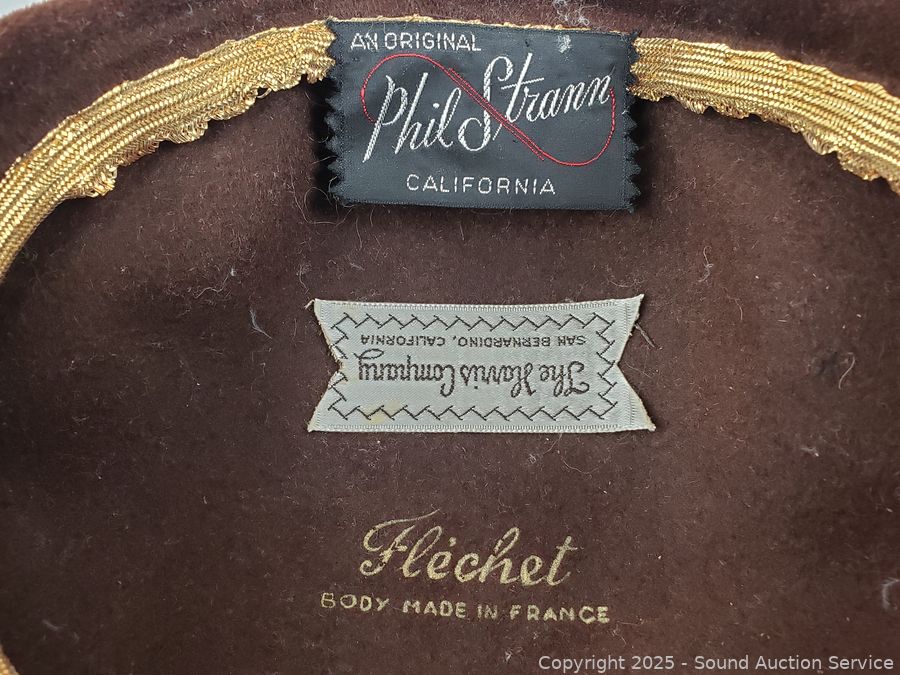 AN ORIGINAL
Phil Strann
CALIFORNIA
The Harris Company
SAN BERNARDINO, CALIFORNIA
Fléchet
BODY MADE IN FRANCE
Copyright 2025 - Sound Auction Service